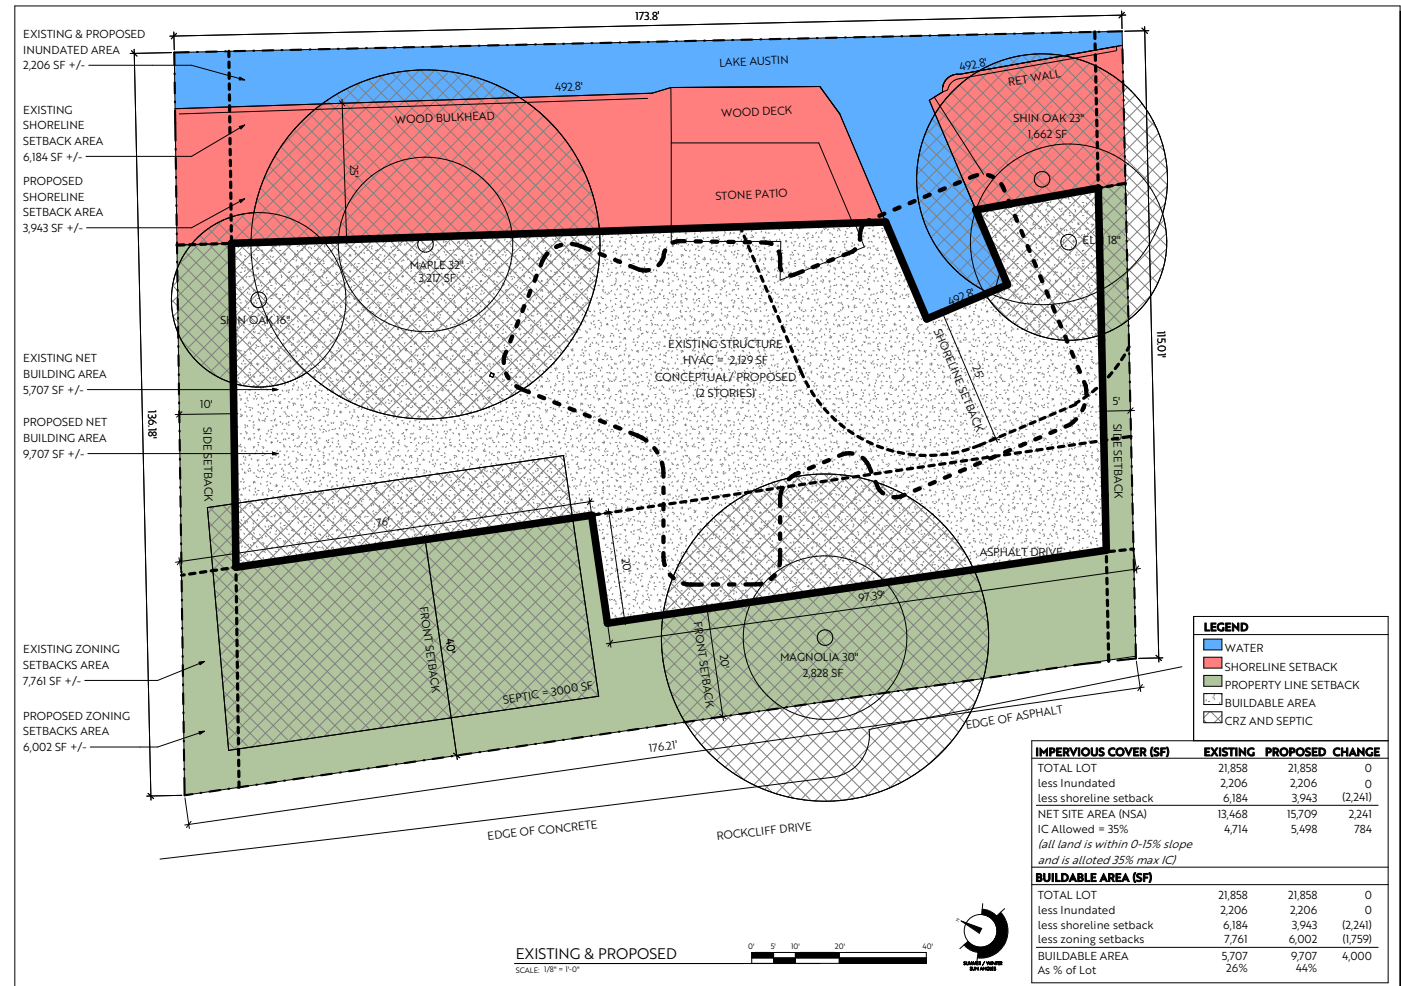 173.8'
EXISTING & PROPOSED
INUNDATED AREA
2,206 SF +/-
EXISTING
SHORELINE
SETBACK AREA
6,184 SF +/-
PROPOSED
SHORELINE
SETBACK AREA
3,943 SF +/-
EXISTING NET
BUILDING AREA
5,707 SF +/-
PROPOSED NET
BUILDING AREA
9,707 SF +/-
EXISTING ZONING
SETBACKS AREA
7,761 SF +/-
PROPOSED ZONING
SETBACKS AREA
6,002 SF +/-
LAKE AUSTIN
492.8'
492.8'
RET WALL
WOOD BULKHEAD
WOOD DECK
SHIN OAK 23"
1,662 SF
25'
STONE PATIO
MAPLE 32"
3,217 SF
ELM 18"
SHIN OAK 16"
492.8'
EXISTING STRUCTURE
HVAC = 2,129 SF
CONCEPTUAL/ PROPOSED
(2 STORIES)
SHORELINE SETBACK
25'
115.01'
136.18'
10'
SIDE SETBACK
5'
SIDE SETBACK
76'
20'
ASPHALT DRIVE
97.39'
FRONT SETBACK
40'
FRONT SETBACK
20'
MAGNOLIA 30"
2,828 SF
SEPTIC = 3000 SF
176.21'
EDGE OF ASPHALT
EDGE OF CONCRETE
ROCKCLIFF DRIVE
LEGEND
WATER
SHORELINE SETBACK
PROPERTY LINE SETBACK
BUILDABLE AREA
CRZ AND SEPTIC
IMPERVIOUS COVER (SF) EXISTING PROPOSED CHANGE
TOTAL LOT 21,858 21,858 0
less Inundated 2,206 2,206 0
less shoreline setback 6,184 3,943 (2,241)
NET SITE AREA (NSA) 13,468 15,709 2,241
IC Allowed = 35% 4,714 5,498 784
(all land is within 0-15% slope
and is alloted 35% max IC)
BUILDABLE AREA (SF)
TOTAL LOT 21,858 21,858 0
less Inundated 2,206 2,206 0
less shoreline setback 6,184 3,943 (2,241)
less zoning setbacks 7,761 6,002 (1,759)
BUILDABLE AREA 5,707 9,707 4,000
As % of Lot 26% 44%
EXISTING & PROPOSED
SCALE: 1/8" = 1'-0"
0' 5' 10' 20' 40'
SUMMER / WINTER
SUN ANGLES